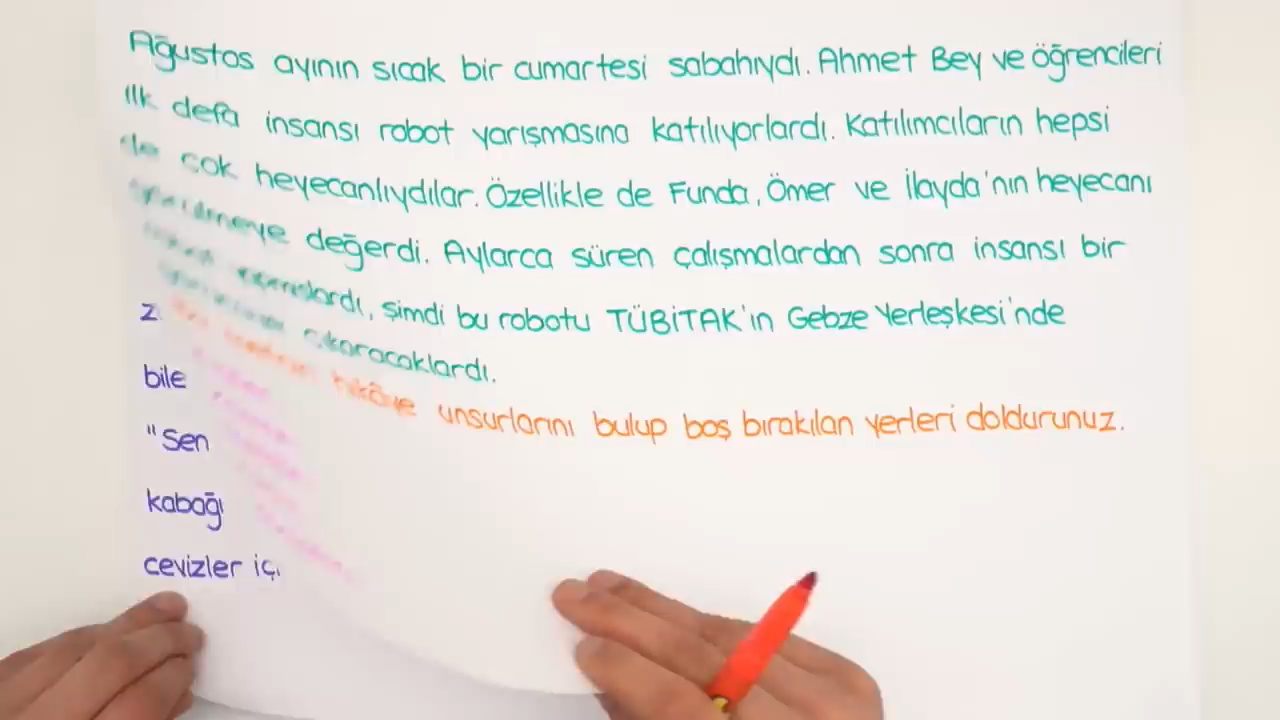 Ağustos ayının sıcak bir cumartesi sabahıydı. Ahmet Bey ve öğrencileri
ilk defa insansı robot yarışmasına katılıyorlardı. Katılımcıların hepsi
de çok heyecanlıydılar. Özellikle de Funda, Ömer ve İlayda'nın heyecanı
değerdi. Aylarca süren çalışmalardan sonra insansı bir
şimdi bu robotu TÜBİTAK'ın Gebze Yerleşkesi'nde
çıkaracaklardı.
hikâye unsurlarını bulup boş bırakılan yerleri doldurunuz.
z
bile
"Sen
kabağı
cevizler içi